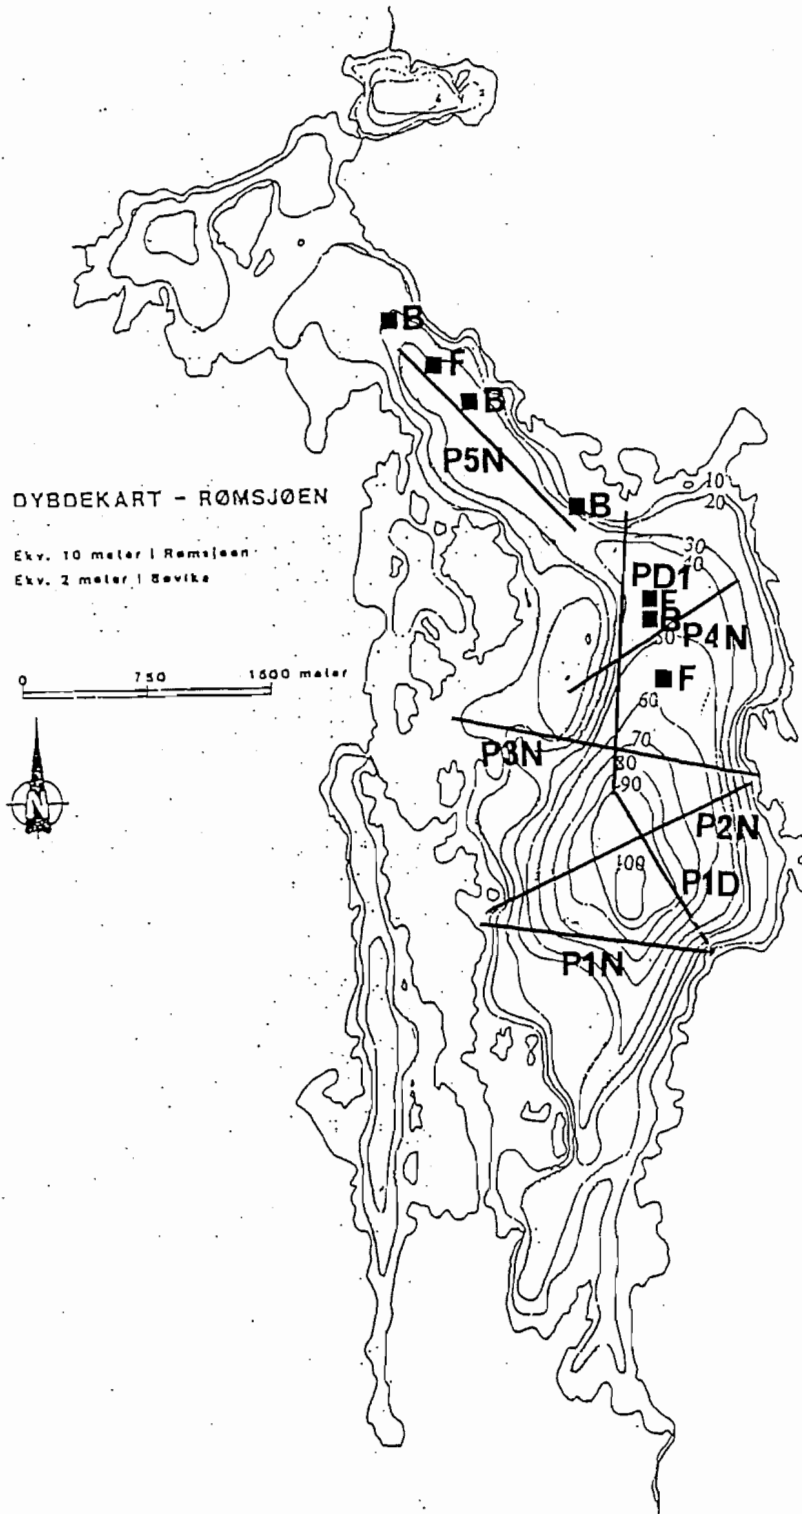 B
F
B
P5N
B
DYBDEKART - RØMSJØEN
Ekv. 10 meter i Rømsjøen
Ekv. 2 meter i Bøvika
0 750 1500 meter
N
10
20
30
40
PD1
F
B
50
P4N
F
60
P3N
70
80
90
P2N
100
P1D
P1N